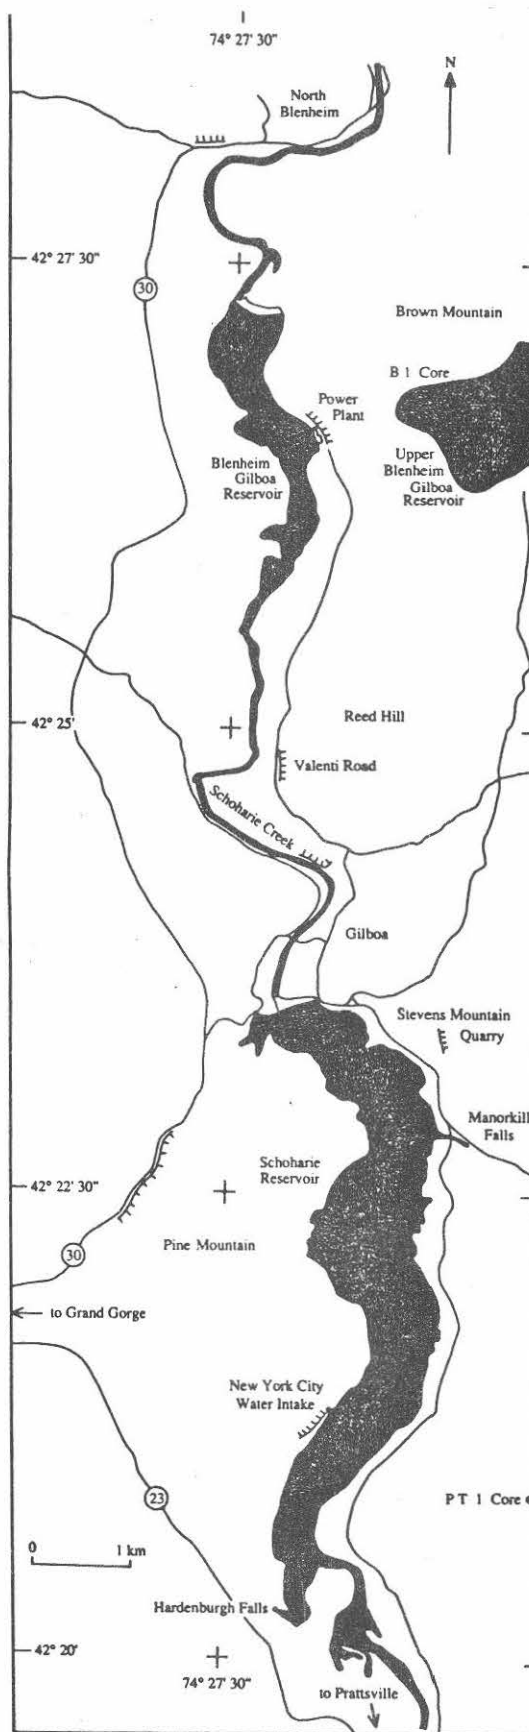 74° 27' 30"
N
North
Blenheim
42° 27' 30"
30
Brown Mountain
B 1 Core
Power
Plant
Upper
Blenheim
Gilboa
Reservoir
Blenheim
Gilboa
Reservoir
Reed Hill
42° 25'
Valenti Road
Schoharie Creek
Gilboa
Stevens Mountain
Quarry
Manorkill
Falls
Schoharie
Reservoir
42° 22' 30"
Pine Mountain
30
to Grand Gorge
New York City
Water Intake
23
P T 1 Core
0 1 km
Hardenburgh Falls
42° 20'
74° 27' 30"
to Prattsville